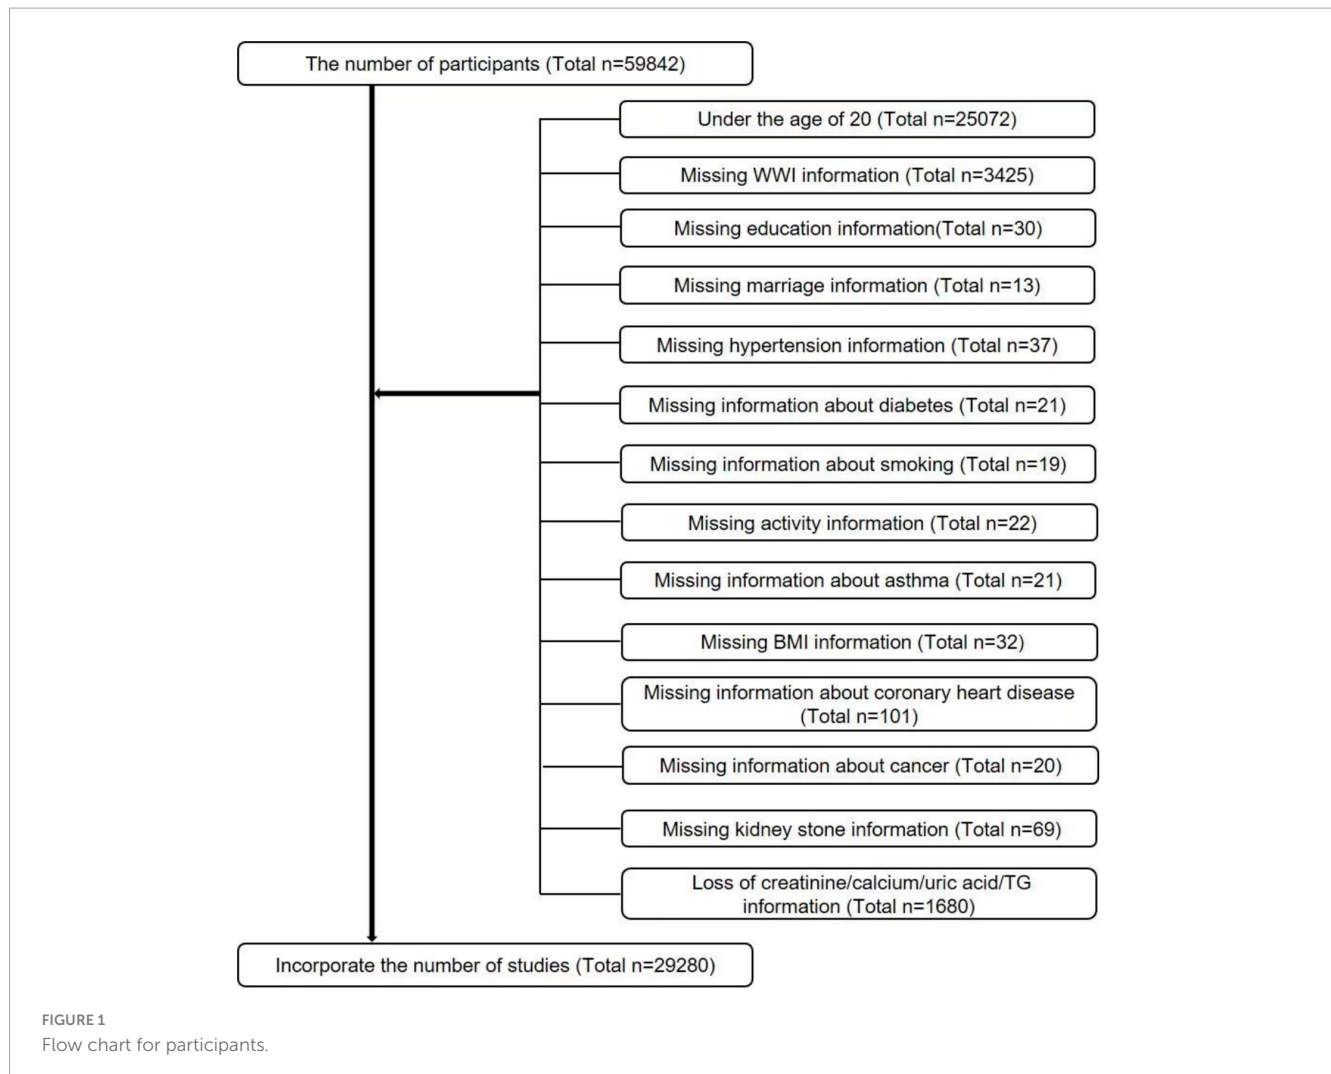 The number of participants (Total n=59842)
Under the age of 20 (Total n=25072)
Missing WWI information (Total n=3425)
Missing education information(Total n=30)
Missing marriage information (Total n=13)
Missing hypertension information (Total n=37)
Missing information about diabetes (Total n=21)
Missing information about smoking (Total n=19)
Missing activity information (Total n=22)
Missing information about asthma (Total n=21)
Missing BMI information (Total n=32)
Missing information about coronary heart disease
(Total n=101)
Missing information about cancer (Total n=20)
Missing kidney stone information (Total n=69)
Loss of creatinine/calcium/uric acid/TG
information (Total n=1680)
Incorporate the number of studies (Total n=29280)
FIGURE 1
Flow chart for participants.